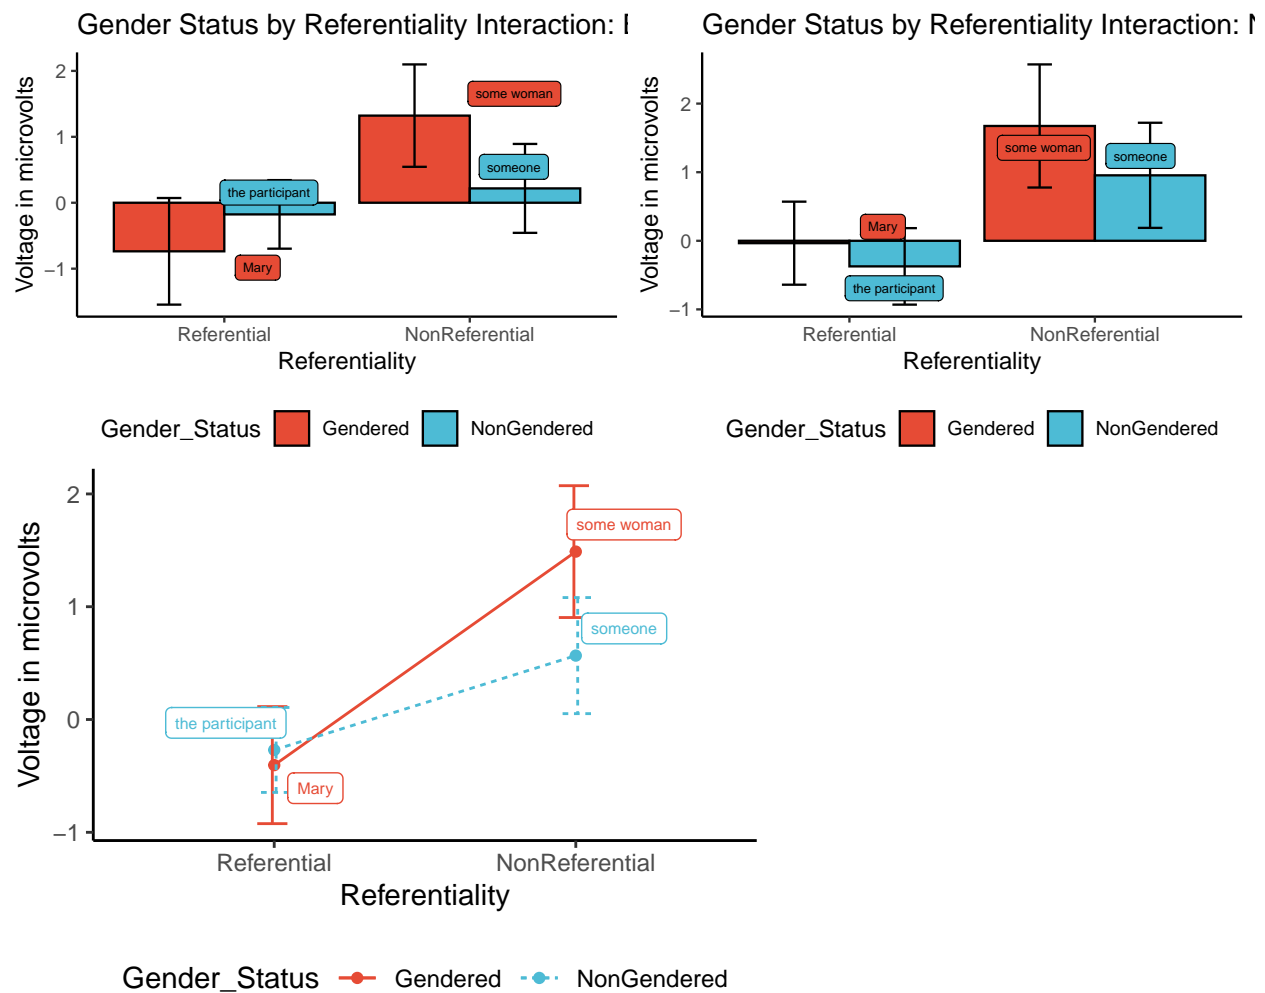 Gender Status by Referentiality Interaction:
Voltage in microvolts
2
1
0
−1
some woman
someone
the participant
Mary
Referential
NonReferential
Referentiality
Gender_Status Gendered NonGendered
Gender Status by Referentiality Interaction: N
Voltage in microvolts
2
1
0
−1
some woman
someone
Mary
the participant
Referential
NonReferential
Referentiality
Gender_Status Gendered NonGendered
Voltage in microvolts
2
1
0
−1
some woman
someone
the participant
Mary
Referential
NonReferential
Referentiality
Gender_Status Gendered NonGendered